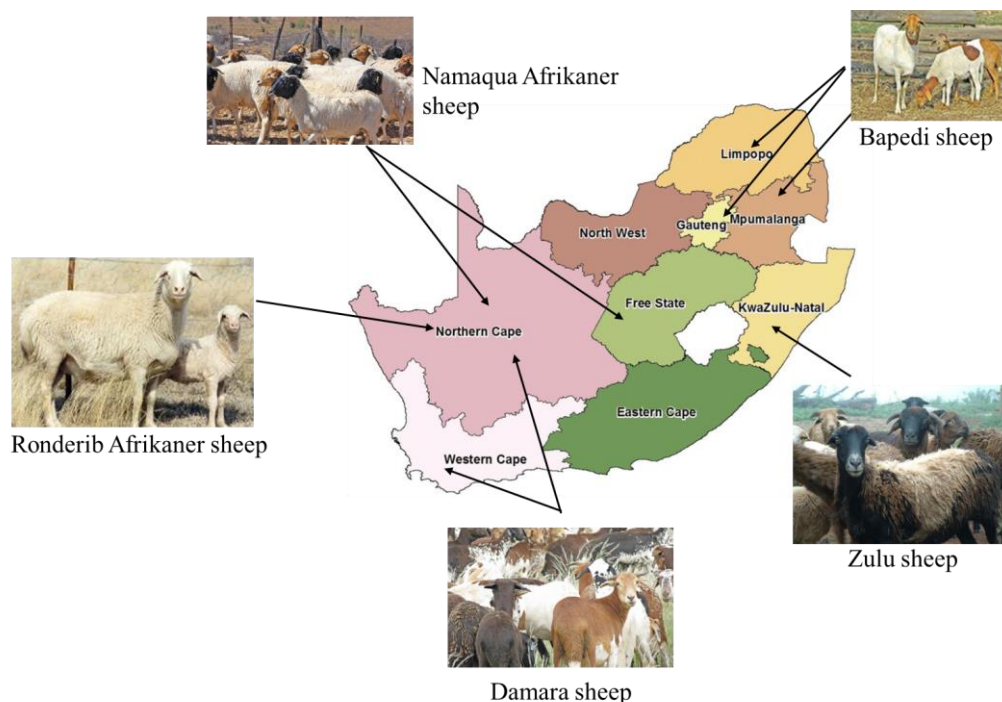 Namaqua Afrikaner
sheep
Bapedi sheep
Limpopo
North West
Gauteng
Mpumalanga
Free State
KwaZulu-Natal
Northern Cape
Ronderib Afrikaner sheep
Eastern Cape
Western Cape
Zulu sheep
Damara sheep